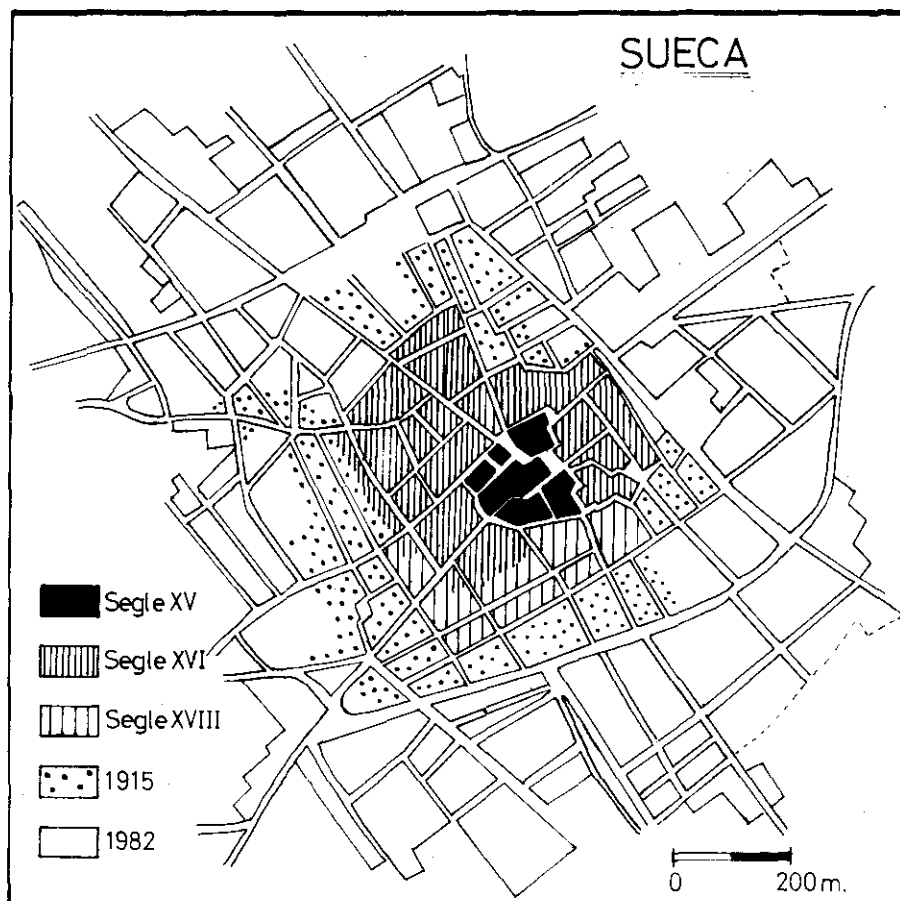 SUECA
Segle XV
Segle XVI
Segle XVIII
1915
1982
0 200 m.